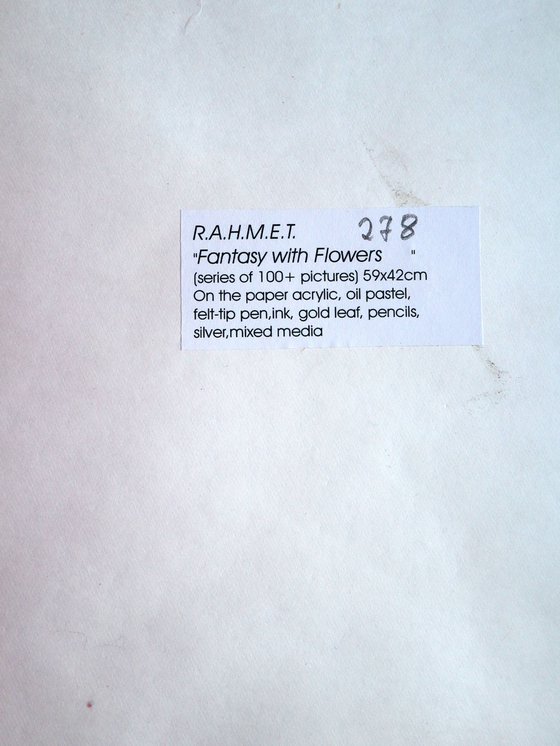 R.A.H.M.E.T. 278
"Fantasy with Flowers "
(series of 100+ pictures) 59x42cm
On the paper acrylic, oil pastel,
felt-tip pen,ink, gold leaf, pencils,
silver,mixed media